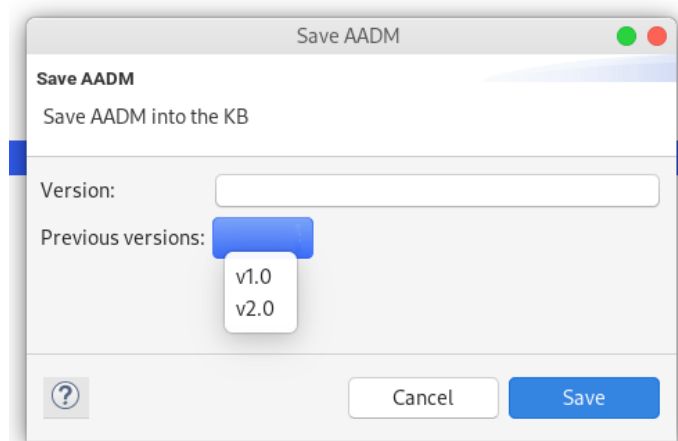 Save AADM
Save AADM
Save AADM into the KB
Version:
Previous versions:
v1.0
v2.0
?
Cancel
Save